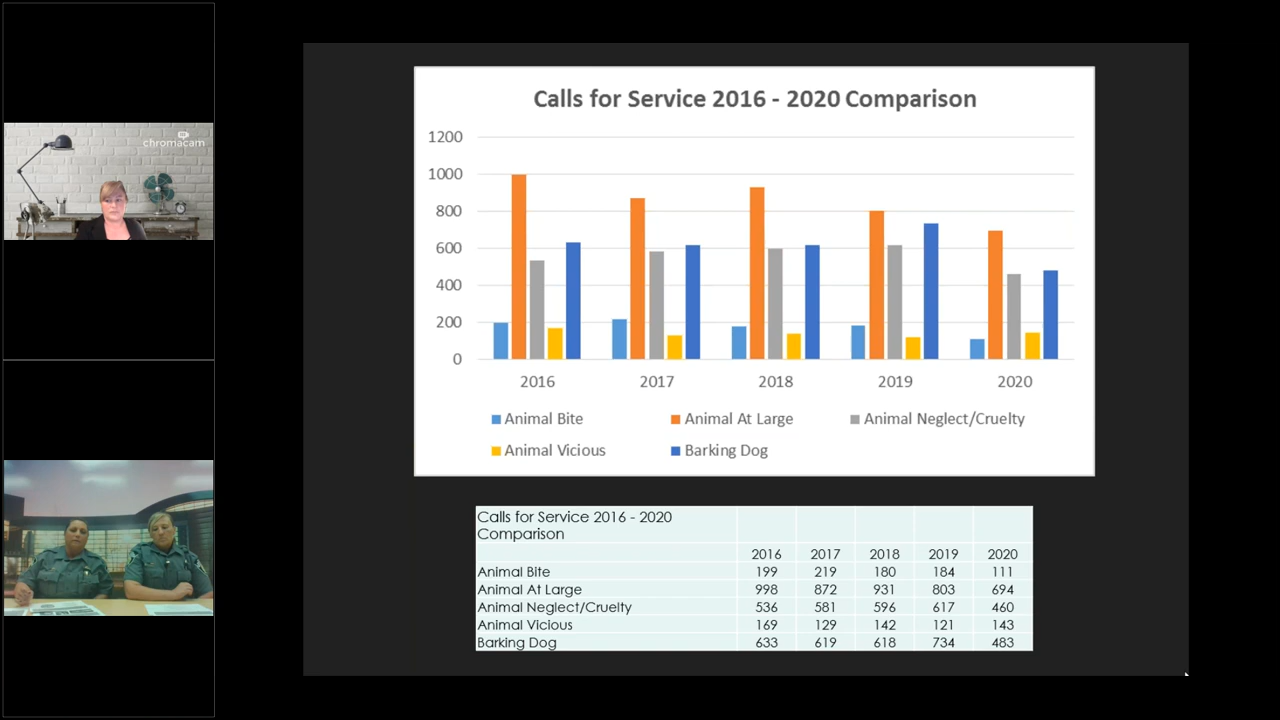 chromacam
Calls for Service 2016 - 2020 Comparison
1200
1000
800
600
400
200
0
2016 2017 2018 2019 2020
Animal Bite Animal At Large Animal Neglect/Cruelty
Animal Vicious Barking Dog
Calls for Service 2016 - 2020
Comparison
2016 2017 2018 2019 2020
Animal Bite 199 219 180 184 111
Animal At Large 998 872 931 803 694
Animal Neglect/Cruelty 536 581 596 617 460
Animal Vicious 169 129 142 121 143
Barking Dog 633 619 618 734 483